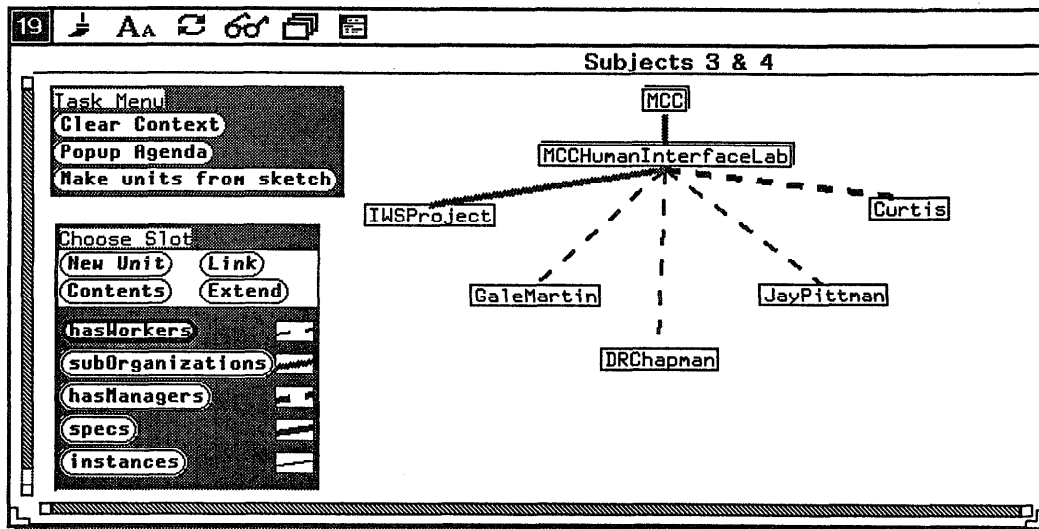 19 AA
Subjects 3 & 4
Task Menu
Clear Context
Popup Agenda
Make units from sketch
Choose Slot
New Unit Link
Contents Extend
hasWorkers
subOrganizations
hasManagers
specs
instances
MCC
MCCHumanInterfaceLab
IWSProject
Curtis
GaleMartin
JayPittman
DRChapman